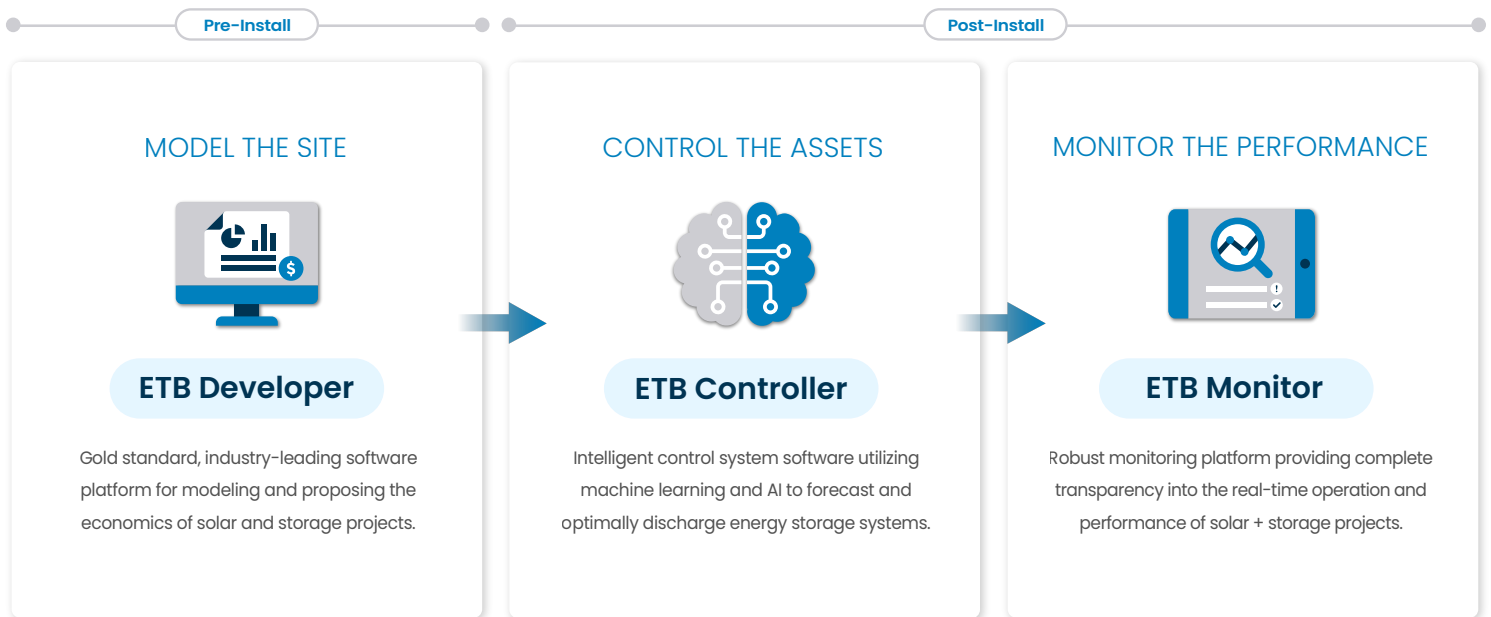 Pre-Install
Post-Install
MODEL THE SITE
$
ETB Developer
Gold standard, industry-leading software
platform for modeling and proposing the
economics of solar and storage projects.
CONTROL THE ASSETS
ETB Controller
Intelligent control system software utilizing
machine learning and AI to forecast and
optimally discharge energy storage systems.
MONITOR THE PERFORMANCE
!
ETB Monitor
Robust monitoring platform providing complete
transparency into the real-time operation and
performance of solar + storage projects.